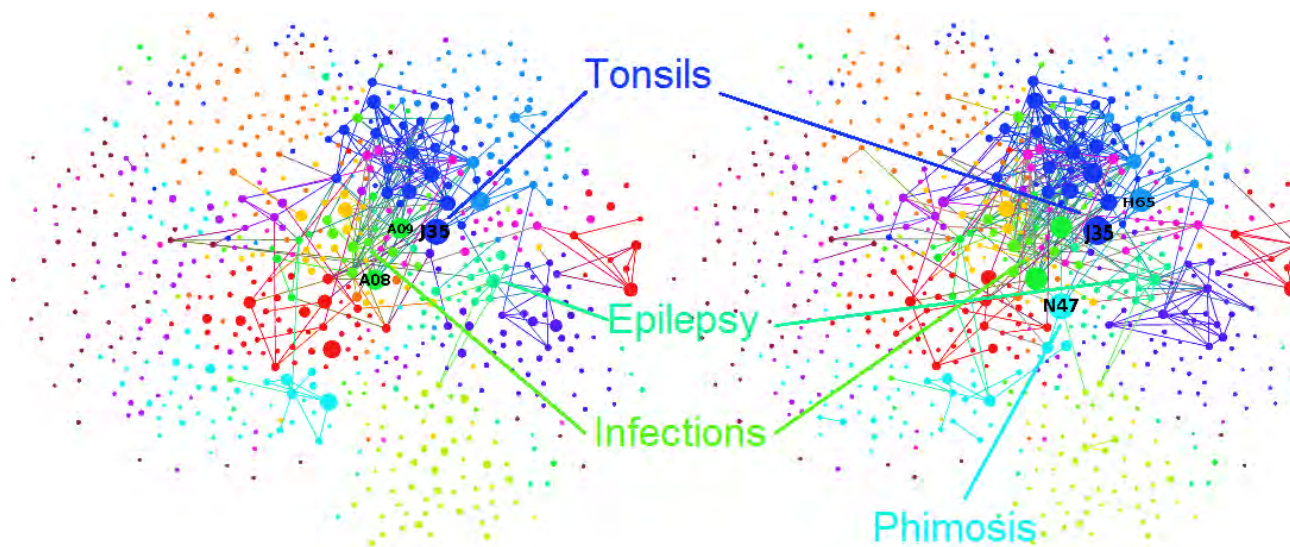 Tonsils
A09
J35
A08
H65
J35
Epilepsy
N47
Infections
Phimosis